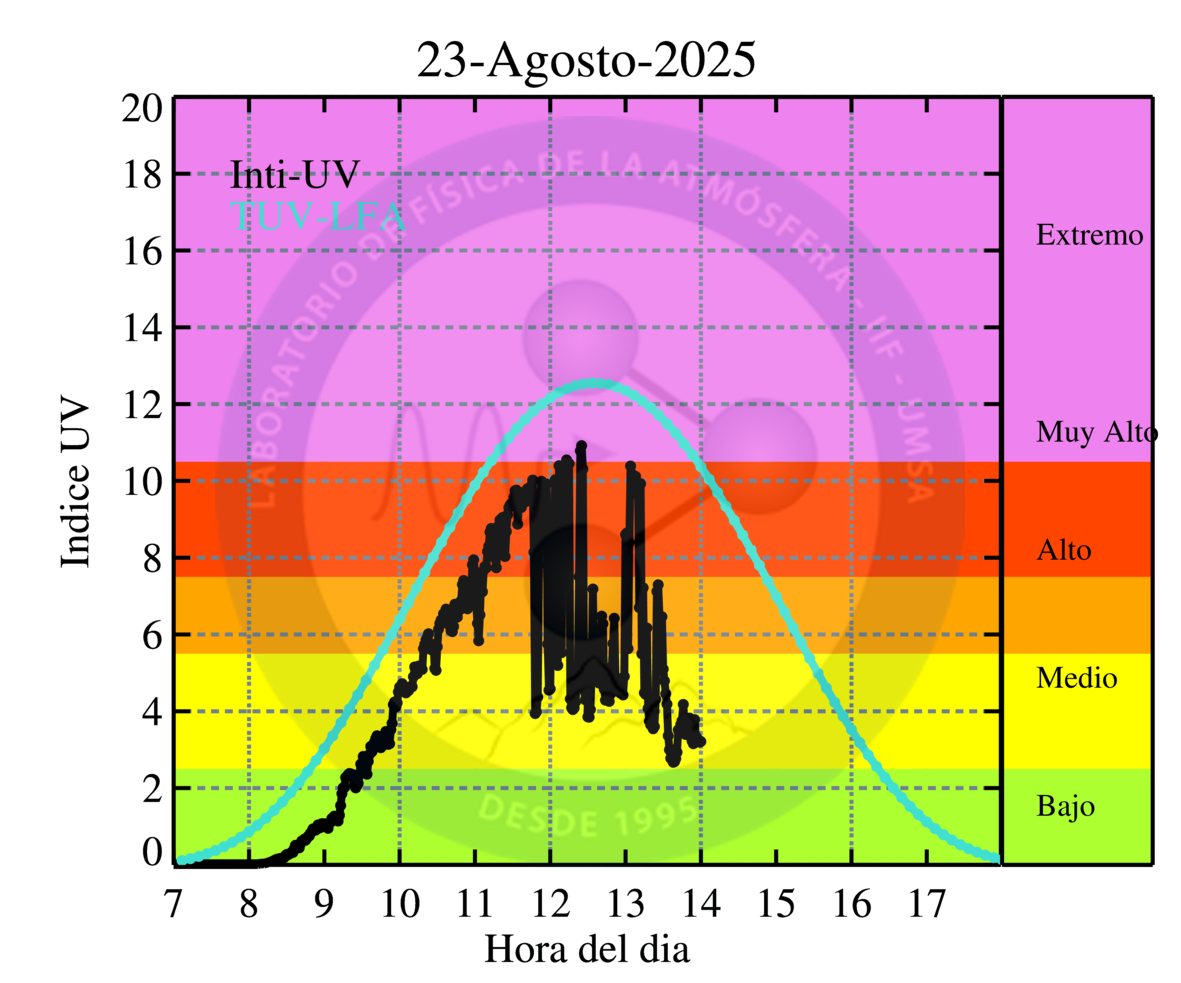 23-Agosto-2025
20
18
16
14
12
10
8
6
4
2
0
Indice UV
Inti-UV
TUV-LFA
LABORATORIO DE FÍSICA DE LA ATMÓSFERA - IIF - UMSA
DESDE 1995
Extremo
Muy Alto
Alto
Medio
Bajo
7 8 9 10 11 12 13 14 15 16 17
Hora del dia